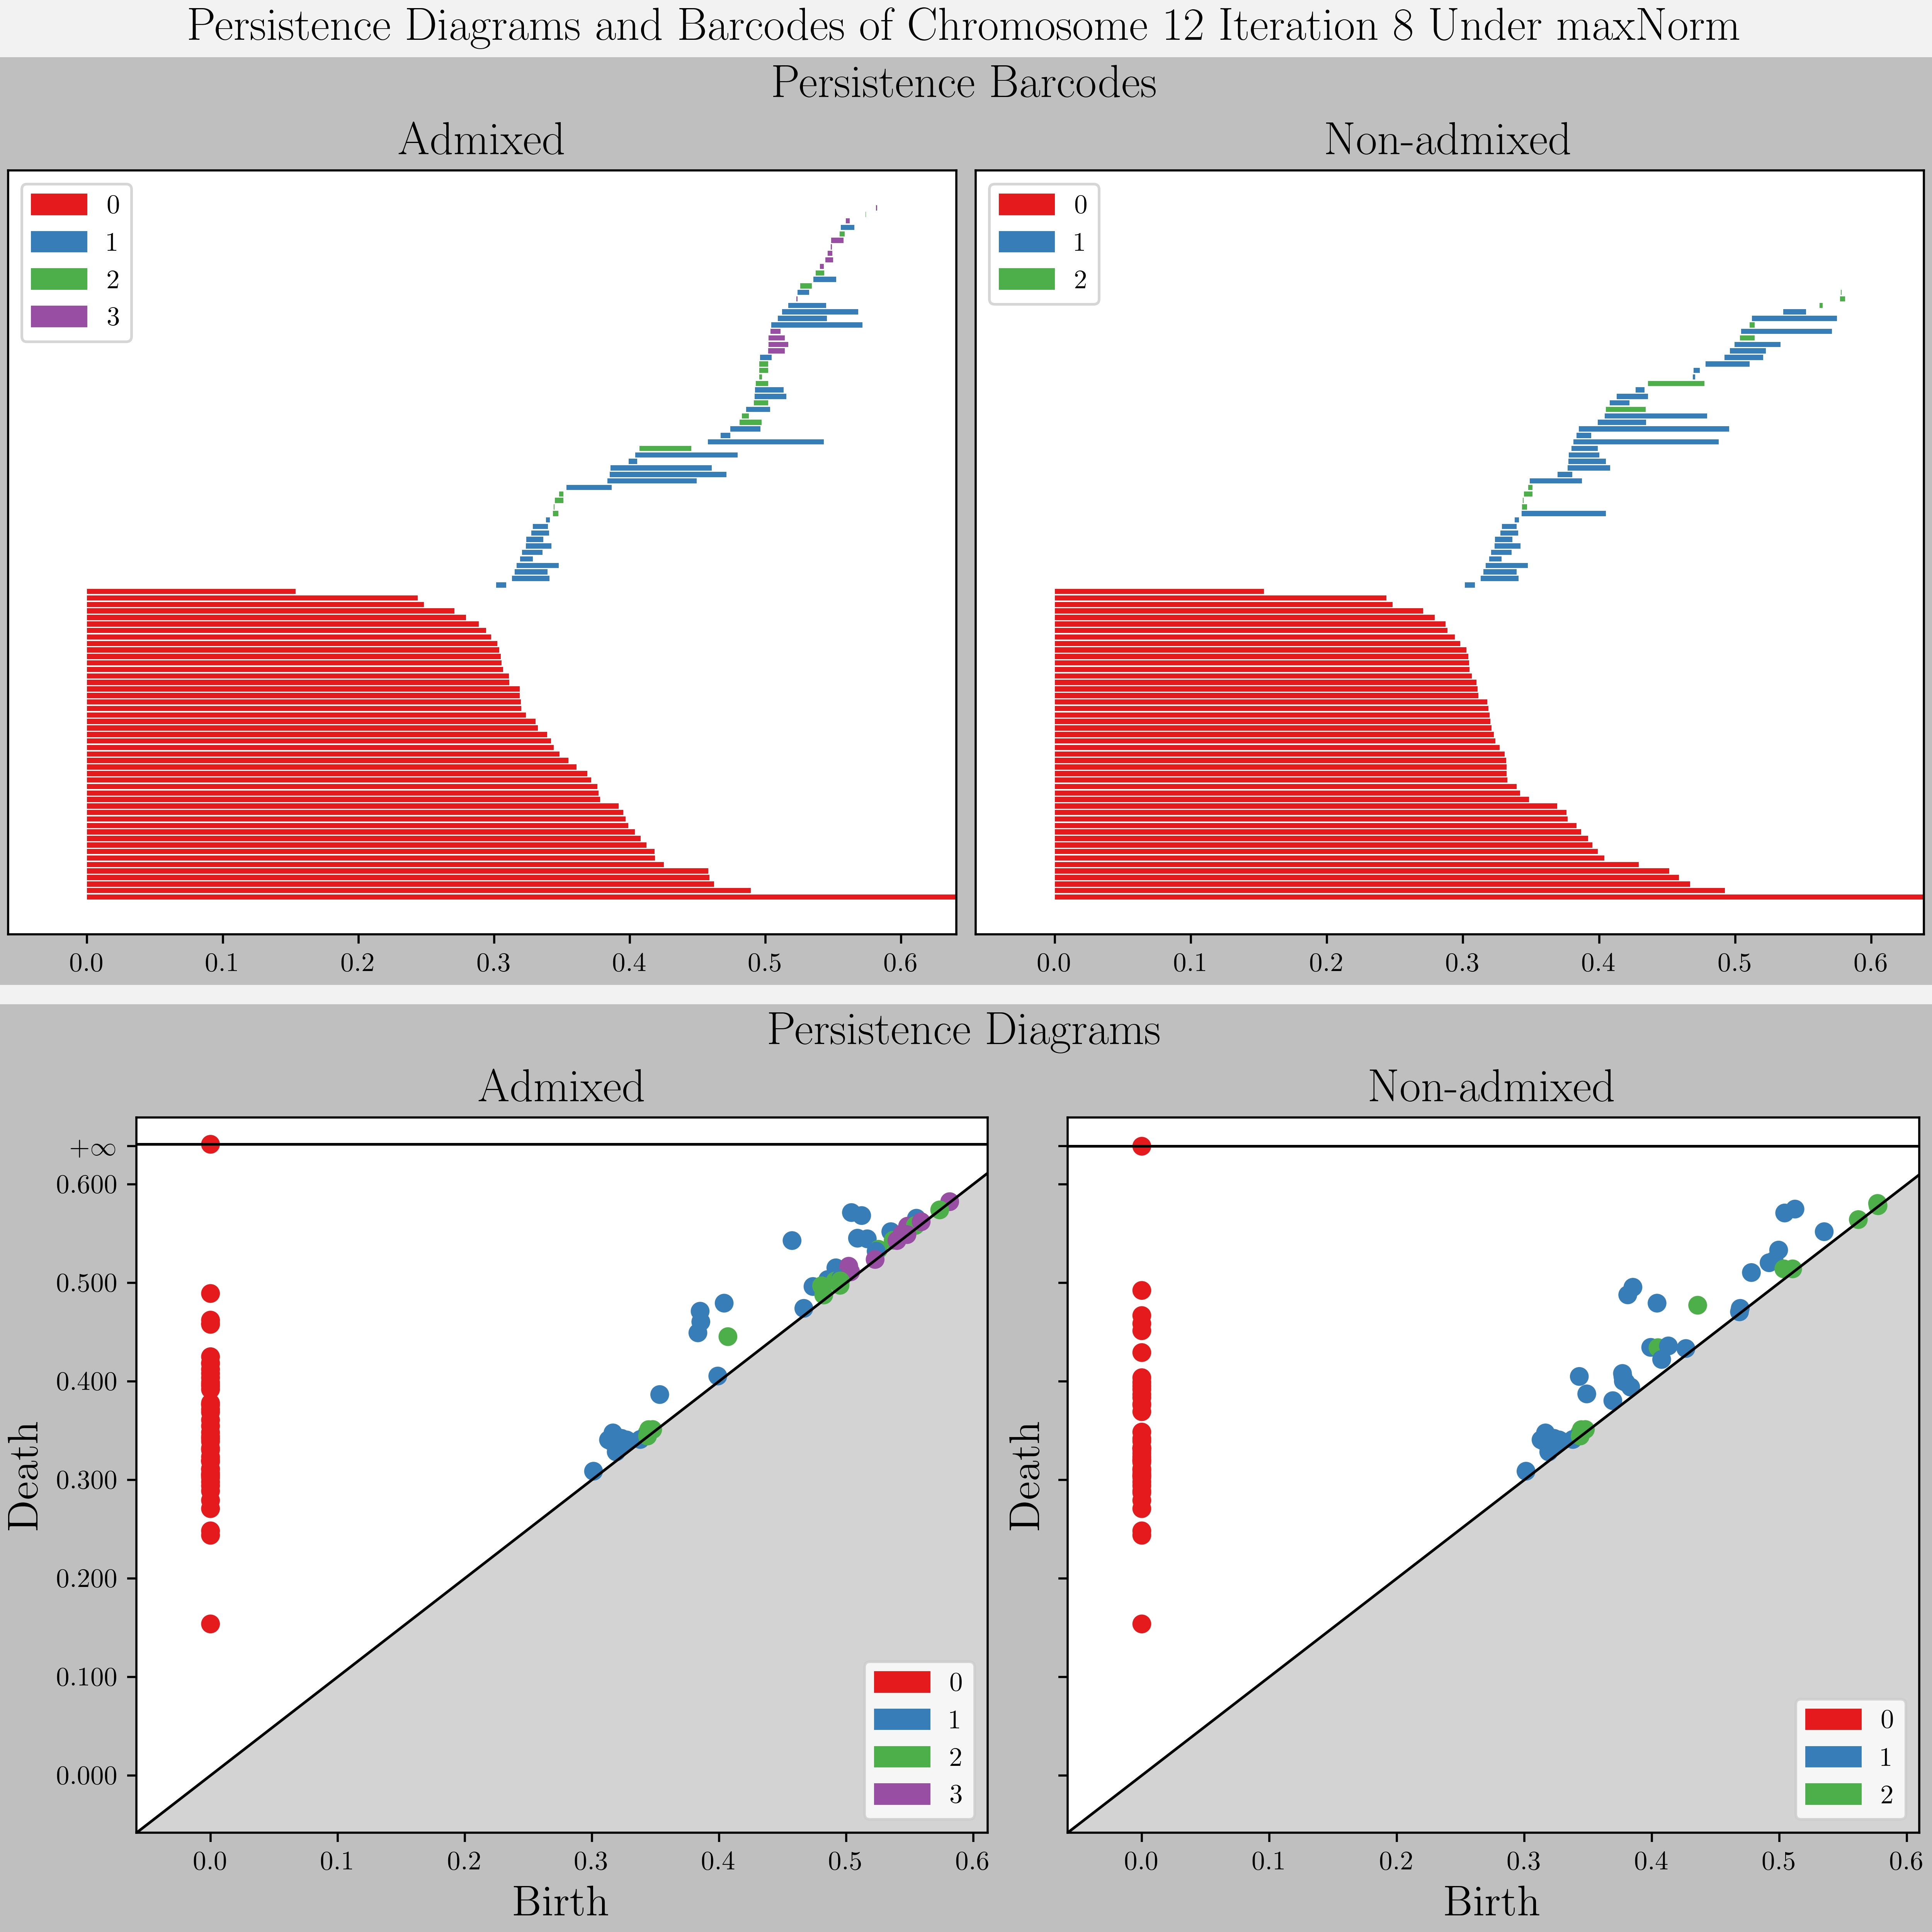 Persistence Diagrams and Barcodes of Chromosome 12 Iteration 8 Under maxNorm
Persistence Barcodes
Admixed
0
1
2
3
0.0 0.1 0.2 0.3 0.4 0.5 0.6
Non-admixed
0
1
2
0.0 0.1 0.2 0.3 0.4 0.5 0.6
Persistence Diagrams
Admixed
+∞
0.600
0.500
0.400
0.300
0.200
0.100
0.000
Death
0
1
2
3
0.0 0.1 0.2 0.3 0.4 0.5 0.6
Birth
Non-admixed
Death
0
1
2
0.0 0.1 0.2 0.3 0.4 0.5 0.6
Birth